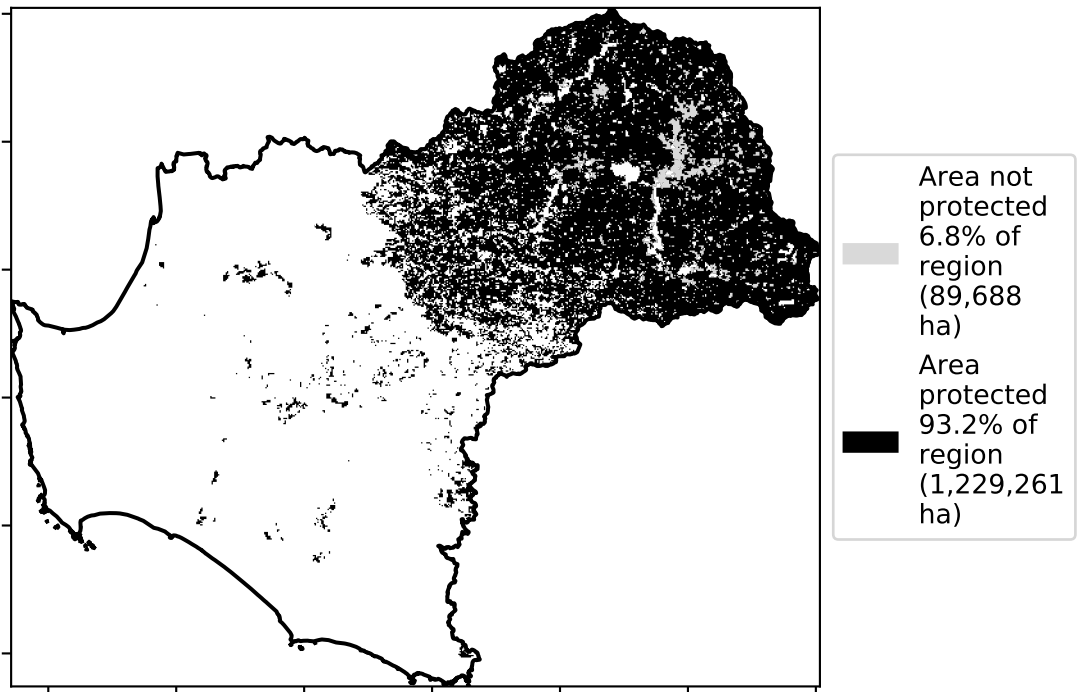 Area not
protected
6.8% of
region
(89,688
ha)
Area
protected
93.2% of
region
(1,229,261
ha)